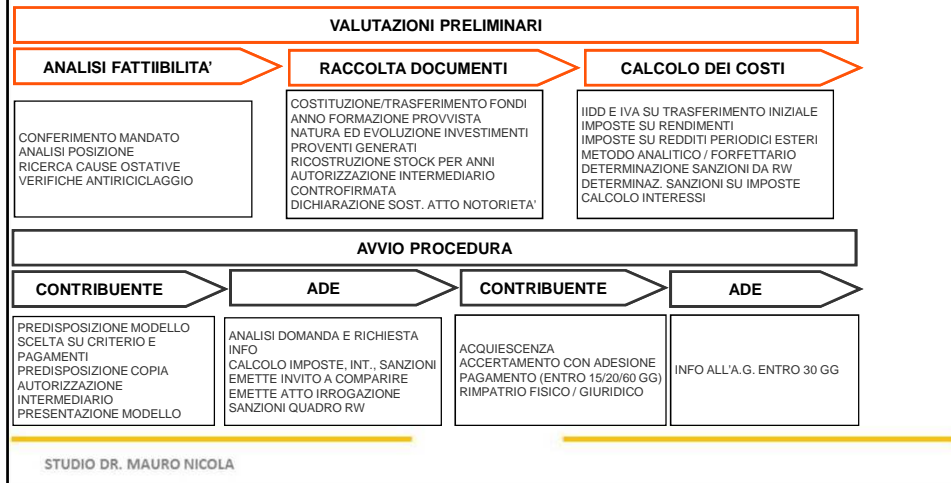 VALUTAZIONI PRELIMINARI
ANALISI FATTIIBILITA'
RACCOLTA DOCUMENTI
CALCOLO DEI COSTI
CONFERIMENTO MANDATO
ANALISI POSIZIONE
RICERCA CAUSE OSTATIVE
VERIFICHE ANTIRICICLAGGIO
COSTITUZIONE/TRASFERIMENTO FONDI
ANNO FORMAZIONE PROVVISTA
NATURA ED EVOLUZIONE INVESTIMENTI
PROVENTI GENERATI
RICOSTRUZIONE STOCK PER ANNI
AUTORIZZAZIONE INTERMEDIARIO
CONTROFIRMATA
DICHIARAZIONE SOST. ATTO NOTORIETA'
IIDD E IVA SU TRASFERIMENTO INIZIALE
IMPOSTE SU RENDIMENTI
IMPOSTE SU REDDITI PERIODICI ESTERI
METODO ANALITICO / FORFETTARIO
DETERMINAZIONE SANZIONI DA RW
DETERMINAZ. SANZIONI SU IMPOSTE
CALCOLO INTERESSI
AVVIO PROCEDURA
CONTRIBUENTE
ADE
CONTRIBUENTE
ADE
PREDISPOSIZIONE MODELLO
SCELTA SU CRITERIO E
PAGAMENTI
PREDISPOSIZIONE COPIA
AUTORIZZAZIONE
INTERMEDIARIO
PRESENTAZIONE MODELLO
ANALISI DOMANDA E RICHIESTA
INFO
CALCOLO IMPOSTE, INT., SANZIONI
EMETTE INVITO A COMPARIRE
EMETTE ATTO IRROGAZIONE
SANZIONI QUADRO RW
ACQUIESCENZA
ACCERTAMENTO CON ADESIONE
PAGAMENTO (ENTRO 15/20/60 GG)
RIMPATRIO FISICO / GIURIDICO
INFO ALL'A.G. ENTRO 30 GG
STUDIO DR. MAURO NICOLA